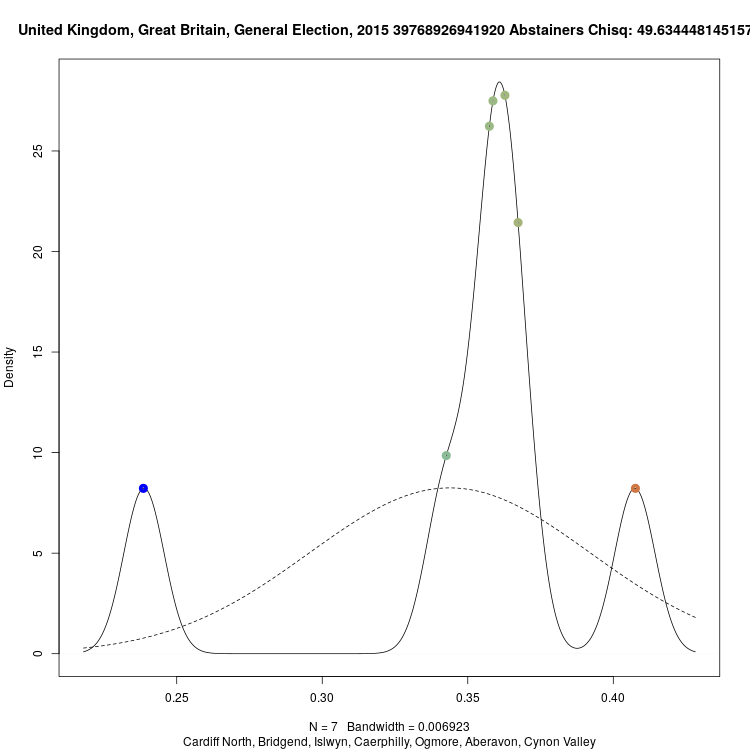 United Kingdom, Great Britain, General Election, 2015 39768926941920 Abstainers Chisq: 49.634448145157
Density
25
20
15
10
5
0
0.25 0.30 0.35 0.40
N = 7 Bandwidth = 0.006923
Cardiff North, Bridgend, Islwyn, Caerphilly, Ogmore, Aberavon, Cynon Valley